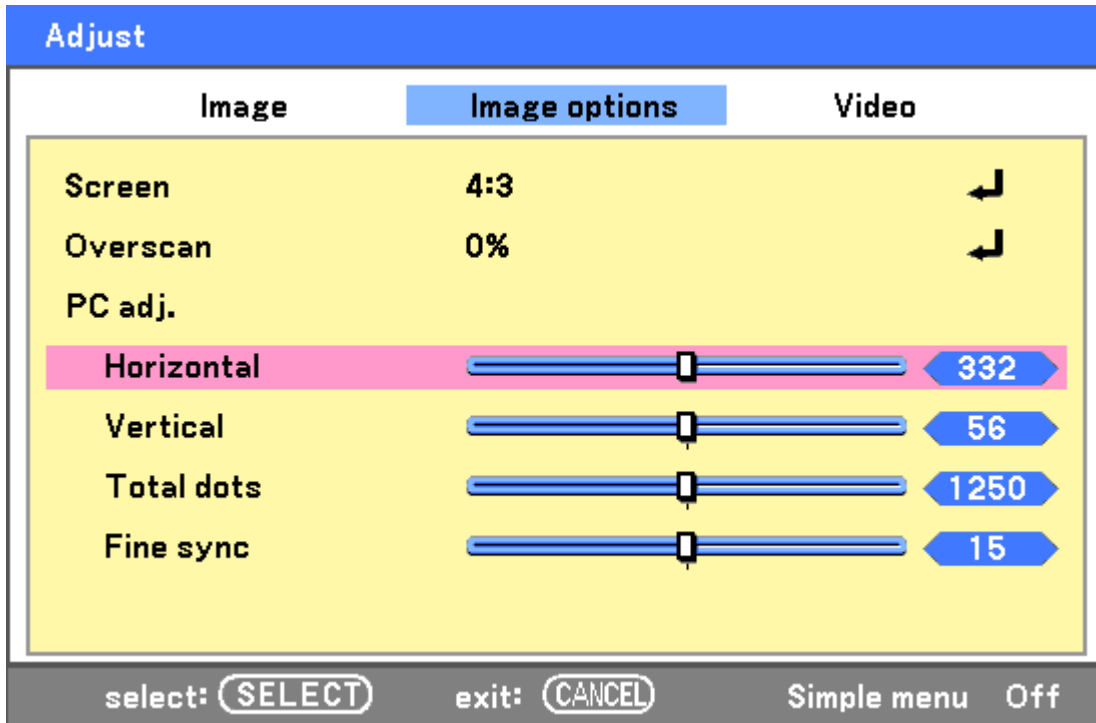 Adjust
Image Image options Video
Screen 4:3
Overscan 0%
PC adj.
Horizontal 332
Vertical 56
Total dots 1250
Fine sync 15
select: SELECT exit: CANCEL Simple menu Off